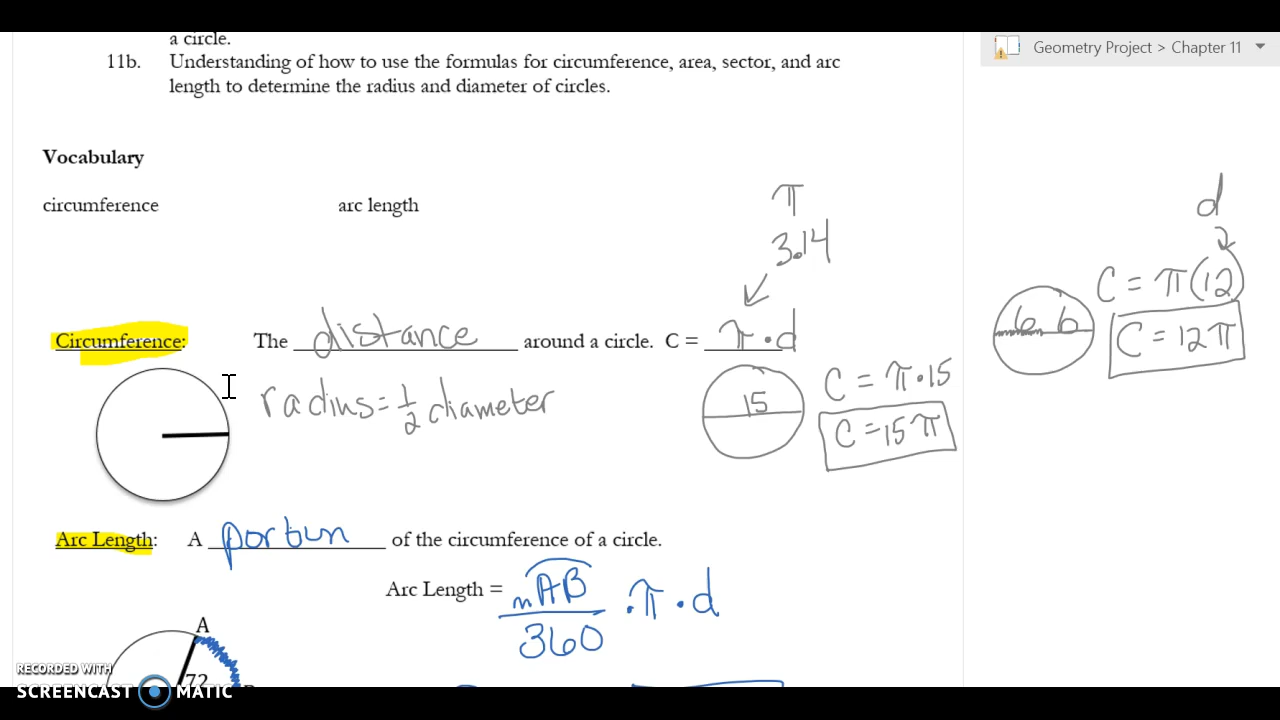 a circle.
11b. Understanding of how to use the formulas for circumference, area, sector, and arc
length to determine the radius and diameter of circles.
Geometry Project > Chapter 11
Vocabulary
circumference arc length
π
3.14
d
C = π(12)
6 6
C = 12π
Circumference: The distance around a circle. C = π · d
radius = 1/2 diameter
15
C = π · 15
C = 15π
Arc Length: A portion of the circumference of a circle.
Arc Length = mAB/360 · π · d
A
72
RECORDED WITH
SCREENCAST MATIC